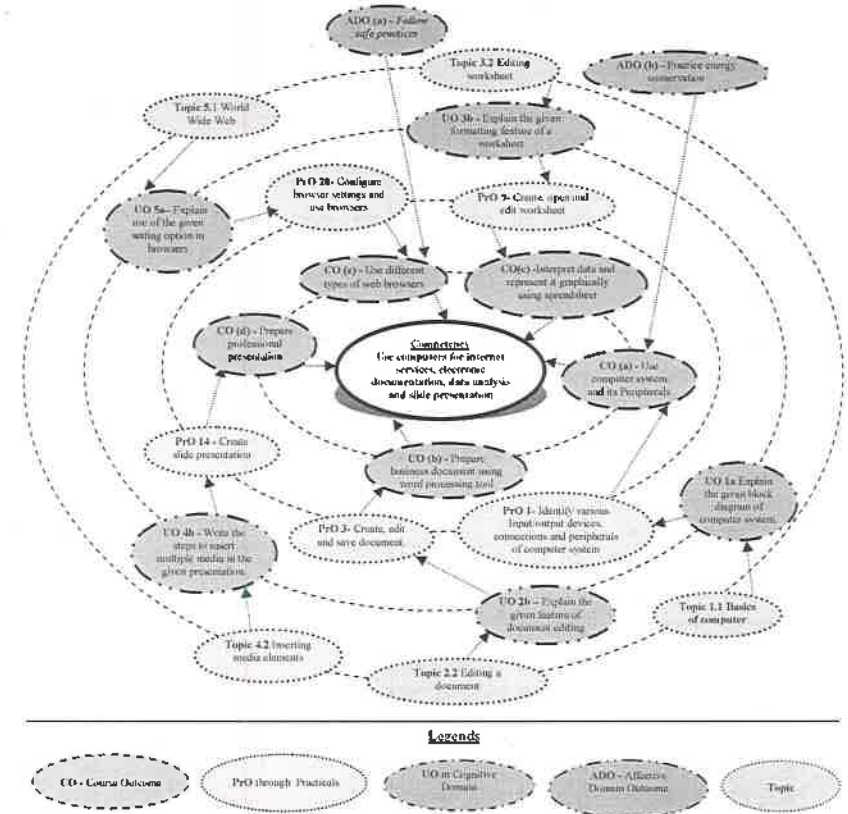 ADO (a) - Follow
safe practices
Topic 3.2 Editing
worksheet
ADO (b) - Practice energy
conservation
Topic 5.1 World
Wide Web
UO 3b - Explain the given
formatting feature of a
worksheet
PrO 20- Configure
browser settings and
use browsers
PrO 9- Create, open and
edit worksheet
UO 5a- Explain
use of the given
setting option in
browsers
CO (e) - Use different
types of web browsers
CO(c) -Interpret data and
represent it graphically
using spreadsheet
CO (d) - Prepare
professional
presentation
Competency
Use computers for internet
services, electronic
documentation, data analysis
and slide presentation
CO (a) - Use
computer system
and its Peripherals
PrO 14 - Create
slide presentation
CO (b) - Prepare
business document using
word processing tool
UO 1a Explain
the given block
diagram of
computer system.
PrO 3- Create, edit
and save document.
PrO 1- Identify various
Input/output devices,
connections and peripherals
of computer system
UO 4b - Write the
steps to insert
multiple media in the
given presentation.
UO 2b - Explain the
given feature of
document editing
Topic 1.1 Basics
of computer
Topic 4.2 Inserting
media elements
Topic 2.2 Editing a
document
Legends
CO - Course Outcome
PrO through Practicals
UO in Cognitive
Domain
ADO - Affective
Domain Outcome
Topic